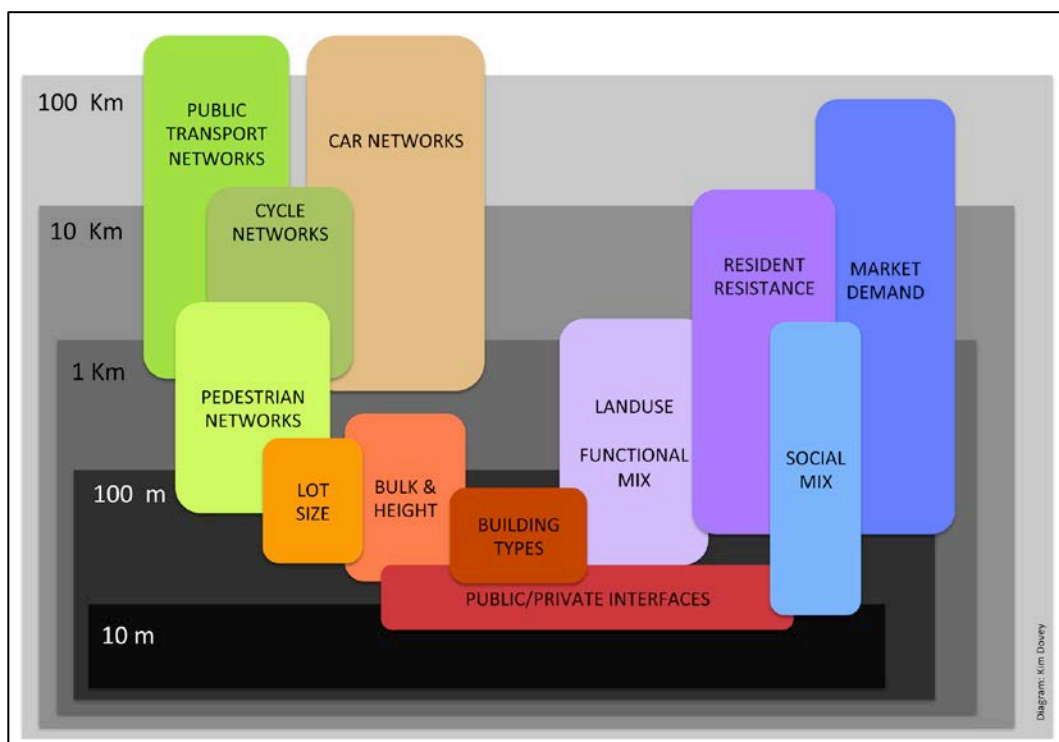 100 Km
PUBLIC
TRANSPORT
NETWORKS
CAR NETWORKS
10 Km
CYCLE
NETWORKS
RESIDENT
RESISTANCE
MARKET
DEMAND
1 Km
PEDESTRIAN
NETWORKS
LANDUSE
FUNCTIONAL
MIX
SOCIAL
MIX
100 m
LOT
SIZE
BULK &
HEIGHT
BUILDING
TYPES
PUBLIC/PRIVATE INTERFACES
10 m
Diagram: Kim Dovey